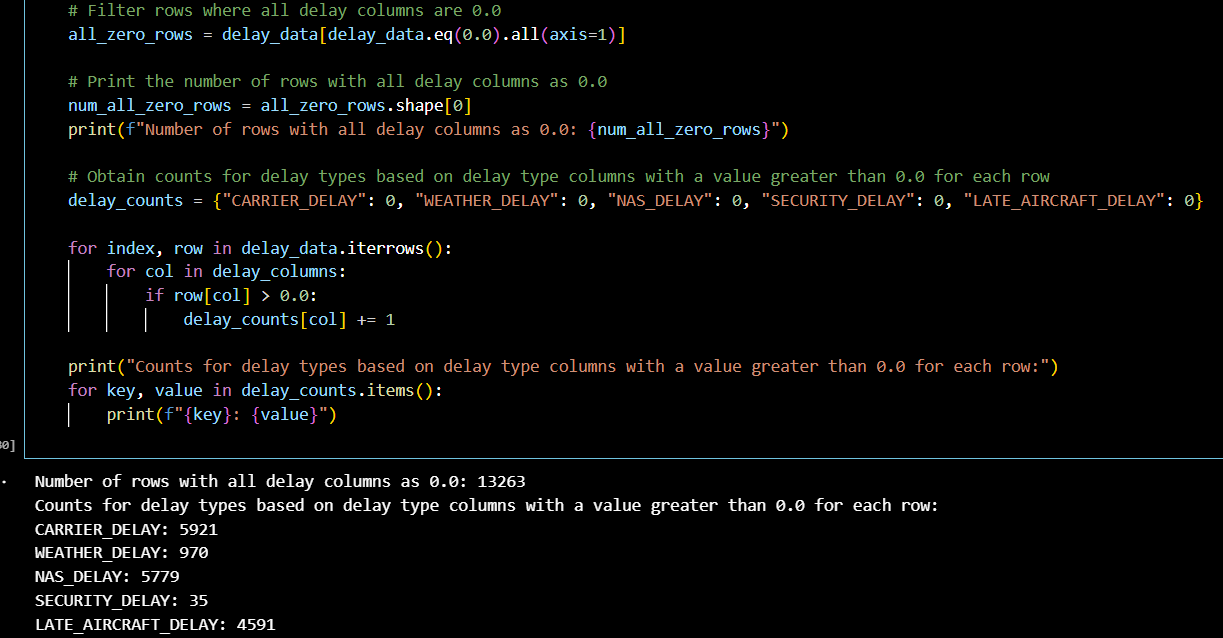 # Filter rows where all delay columns are 0.0
all_zero_rows = delay_data[delay_data.eq(0.0).all(axis=1)]
# Print the number of rows with all delay columns as 0.0
num_all_zero_rows = all_zero_rows.shape[0]
print(f"Number of rows with all delay columns as 0.0: {num_all_zero_rows}")
# Obtain counts for delay types based on delay type columns with a value greater than 0.0 for each row
delay_counts = {"CARRIER_DELAY": 0, "WEATHER_DELAY": 0, "NAS_DELAY": 0, "SECURITY_DELAY": 0, "LATE_AIRCRAFT_DELAY": 0}
for index, row in delay_data.iterrows():
    for col in delay_columns:
        if row[col] > 0.0:
            delay_counts[col] += 1
print("Counts for delay types based on delay type columns with a value greater than 0.0 for each row:")
for key, value in delay_counts.items():
    print(f"{key}: {value}")
Number of rows with all delay columns as 0.0: 13263
Counts for delay types based on delay type columns with a value greater than 0.0 for each row:
CARRIER_DELAY: 5921
WEATHER_DELAY: 970
NAS_DELAY: 5779
SECURITY_DELAY: 35
LATE_AIRCRAFT_DELAY: 4591